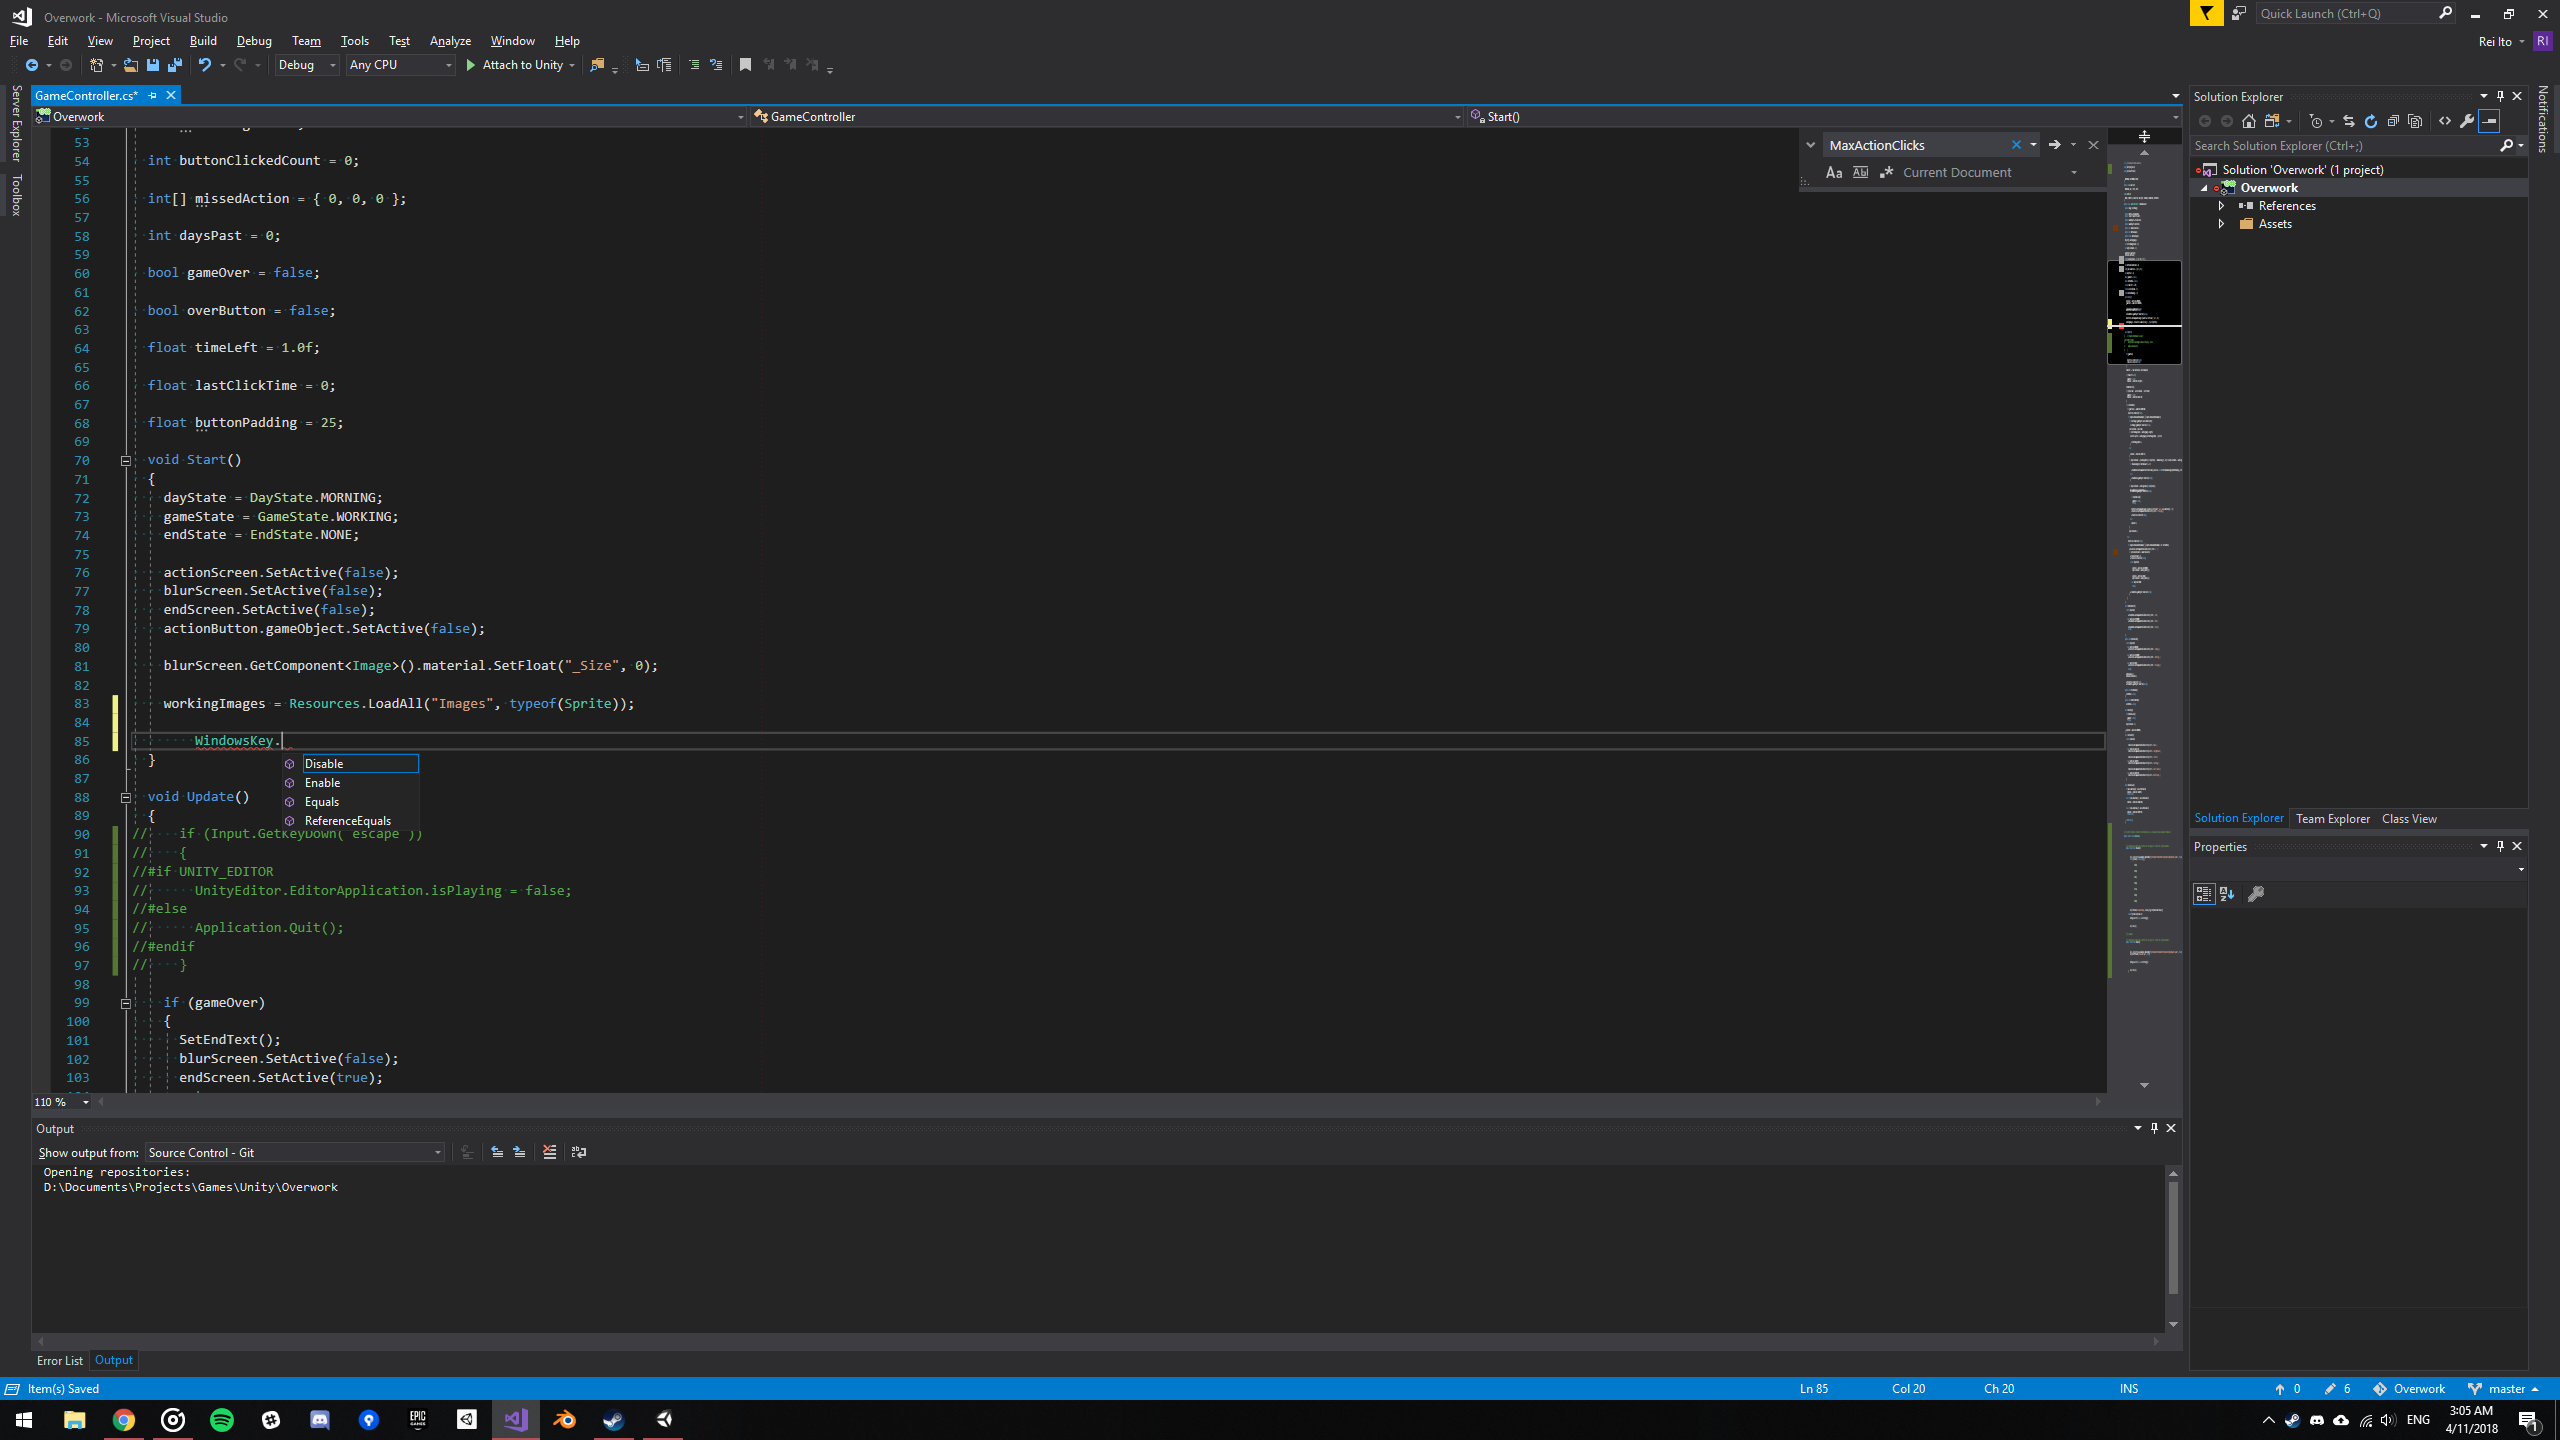 Overwork - Microsoft Visual Studio
Quick Launch (Ctrl+Q)
File Edit View Project Build Debug Team Tools Test Analyze Window Help
Rei Ito RI
Debug Any CPU Attach to Unity
Server Explorer
Toolbox
GameController.cs*
Overwork GameController Start()
MaxActionClicks
Aa Current Document
53
54 int buttonClickedCount = 0;
55
56 int[] missedAction = { 0, 0, 0 };
57
58 int daysPast = 0;
59
60 bool gameOver = false;
61
62 bool overButton = false;
63
64 float timeLeft = 1.0f;
65
66 float lastClickTime = 0;
67
68 float buttonPadding = 25;
69
70 void Start()
71 {
72 dayState = DayState.MORNING;
73 gameState = GameState.WORKING;
74 endState = EndState.NONE;
75
76 actionScreen.SetActive(false);
77 blurScreen.SetActive(false);
78 endScreen.SetActive(false);
79 actionButton.gameObject.SetActive(false);
80
81 blurScreen.GetComponent<Image>().material.SetFloat("_Size", 0);
82
83 workingImages = Resources.LoadAll("Images", typeof(Sprite));
84
85 WindowsKey.
Disable
Enable
Equals
ReferenceEquals
86 }
87
88 void Update()
89 {
90 // if (Input.GetKeyDown( escape ))
91 // {
92 //#if UNITY_EDITOR
93 // UnityEditor.EditorApplication.isPlaying = false;
94 //#else
95 // Application.Quit();
96 //#endif
97 // }
98
99 if (gameOver)
100 {
101 SetEndText();
102 blurScreen.SetActive(false);
103 endScreen.SetActive(true);
110 %
Output
Show output from: Source Control - Git
Opening repositories:
D:\Documents\Projects\Games\Unity\Overwork
Error List Output
Solution Explorer
Search Solution Explorer (Ctrl+;)
Solution 'Overwork' (1 project)
Overwork
References
Assets
Solution Explorer Team Explorer Class View
Properties
Notifications
Item(s) Saved Ln 85 Col 20 Ch 20 INS 0 6 Overwork master
EPIC GAMES
ENG 3:05 AM
4/11/2018
1